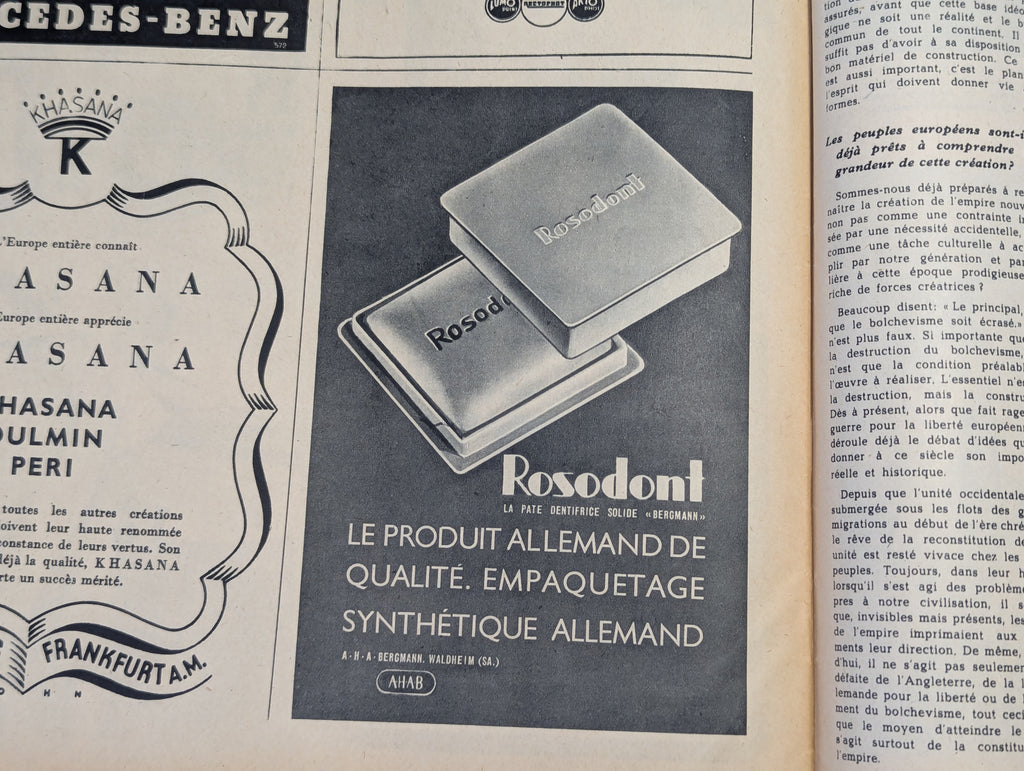 CEDES-BENZ
572
KHASANA
K
L'Europe entière connaît
KHASANA
Europe entière apprécie
KHASANA
KHASANA
PERI
toutes les autres créations
doivent leur haute renommée
constance de leurs vertus. Son
déjà la qualité, KHASANA
un succès mérité.
FRANKFURT A.M.
Rosodont
Rosodo
Rosodont
LA PATE DENTIFRICE SOLIDE «BERGMANN»
LE PRODUIT ALLEMAND DE
QUALITÉ. EMPAQUETAGE
SYNTHÉTIQUE ALLEMAND
A·H·A·BERGMANN, WALDHEIM (SA.)
AHAB
assurés, avant que cette base idéo
gique ne soit une réalité et le b
commun de tout le continent. Il
suffit pas d'avoir à sa disposition
bon matériel de construction. Ce
est aussi important, c'est le plan
l'esprit qui doivent donner vie
formes.
Les peuples européens sont-i
déjà prêts à comprendre
grandeur de cette création?
Sommes-nous déjà préparés à re
naître la création de l'empire nouv
non pas comme une contrainte i
sée par une nécessité accidentelle,
comme une tâche culturelle à ac
plir par notre génération et par
lière à cette époque prodigieuse
riche de forces créatrices ?
Beaucoup disent: « Le principal,
que le bolchevisme soit écrasé.»
n'est plus faux. Si importante que
la destruction du bolchevisme,
n'est que la condition préalabl
l'œuvre à réaliser. L'essentiel n'es
la destruction, mais la constru
Dès à présent, alors que fait rage
guerre pour la liberté européen
déroule déjà le débat d'idées qu
donner à ce siècle son impo
réelle et historique.
Depuis que l'unité occidentale
submergée sous les flots des g
migrations au début de l'ère chré
le rêve de la reconstitution de
unité est resté vivace chez les
peuples. Toujours, dans leur h
lorsqu'il s'est agi des problème
pres à notre civilisation, il s
que, invisibles mais présents, les
de l'empire imprimaient aux
ments leur direction. De même,
d'hui, il ne s'agit pas seulemen
défaite de l'Angleterre, de la l
lemande pour la liberté ou de l
ment du bolchevisme, tout ceci
que le moyen d'atteindre le
s'agit surtout de la constitu
l'empire.